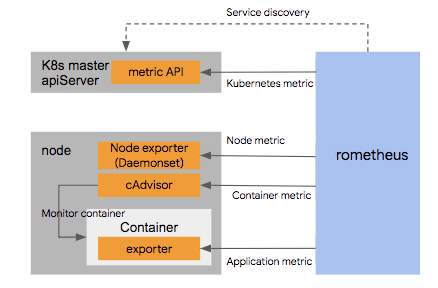 Service discovery
K8s master
apiServer
metric API
Kubernetes metric
node
Node exporter
(Daemonset)
Node metric
rometheus
cAdvisor
Container metric
Monitor container
Container
exporter
Application metric